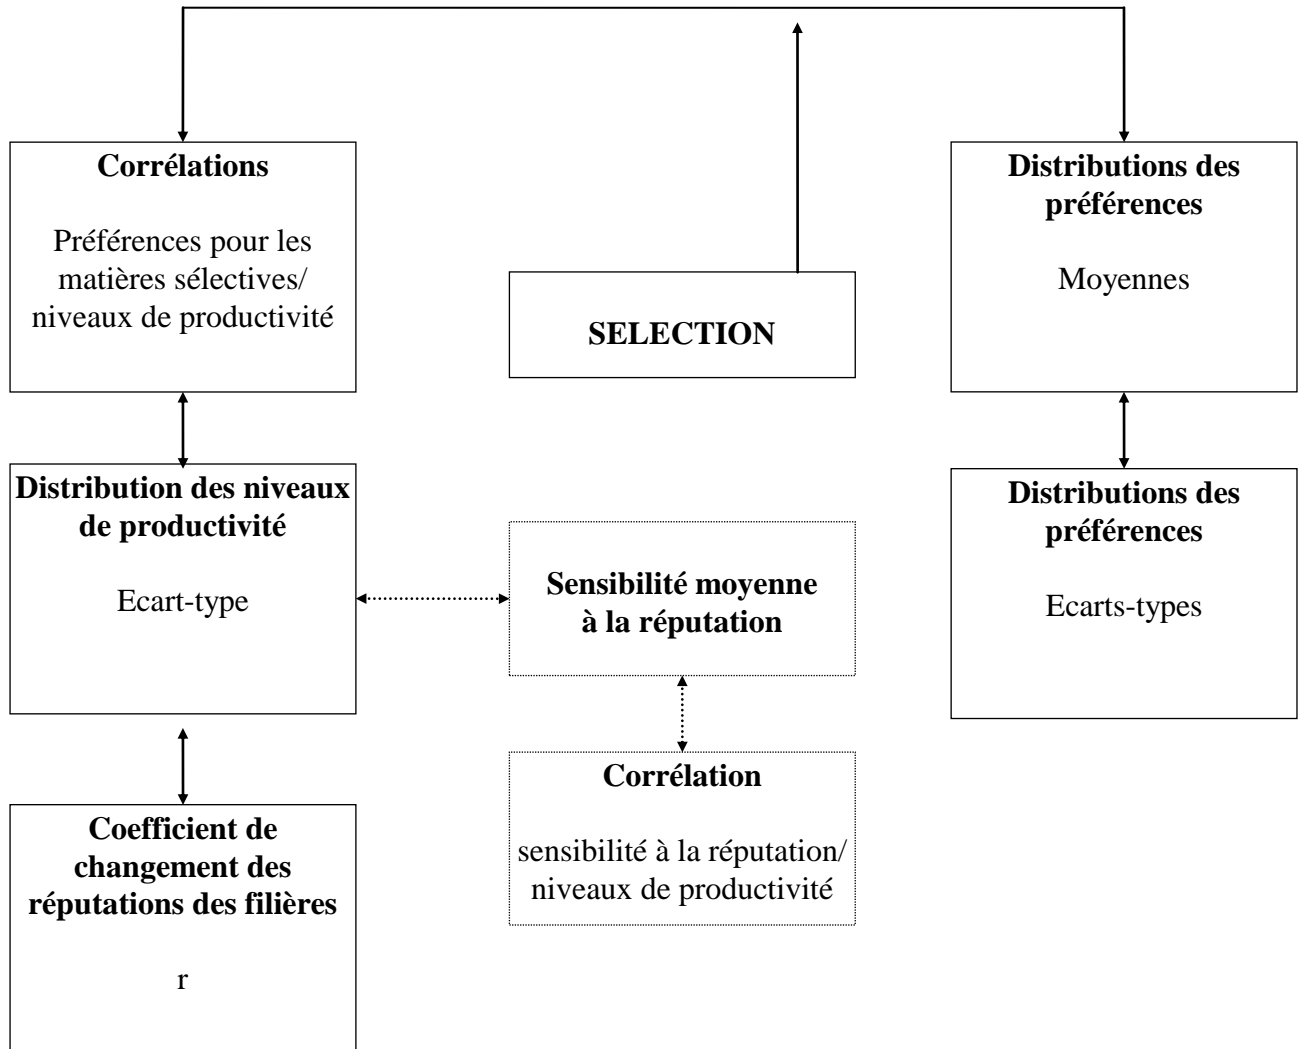 Corrélations
Préférences pour les
matières sélectives/
niveaux de productivité
Distributions des
préférences
Moyennes
SELECTION
Distribution des niveaux
de productivité
Ecart-type
Sensibilité moyenne
à la réputation
Distributions des
préférences
Ecarts-types
Corrélation
sensibilité à la réputation/
niveaux de productivité
Coefficient de
changement des
réputations des filières
r